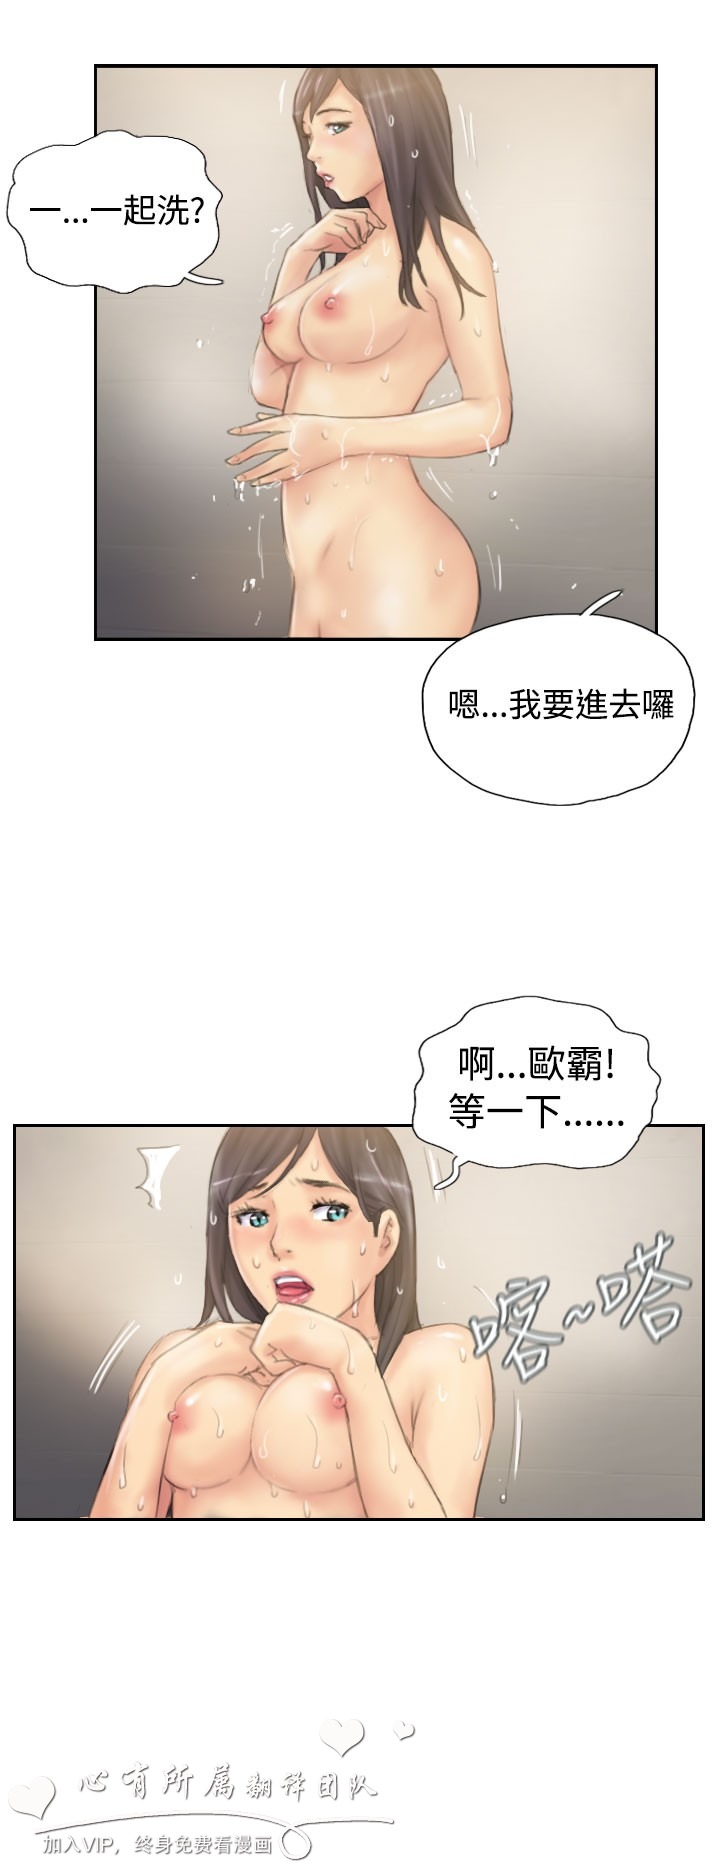 一...一起洗?
嗯...我要進去囉
啊...歐霸!
等一下......
喀~嗒
心有所属翻译团队
加入VIP，终身免费看漫画